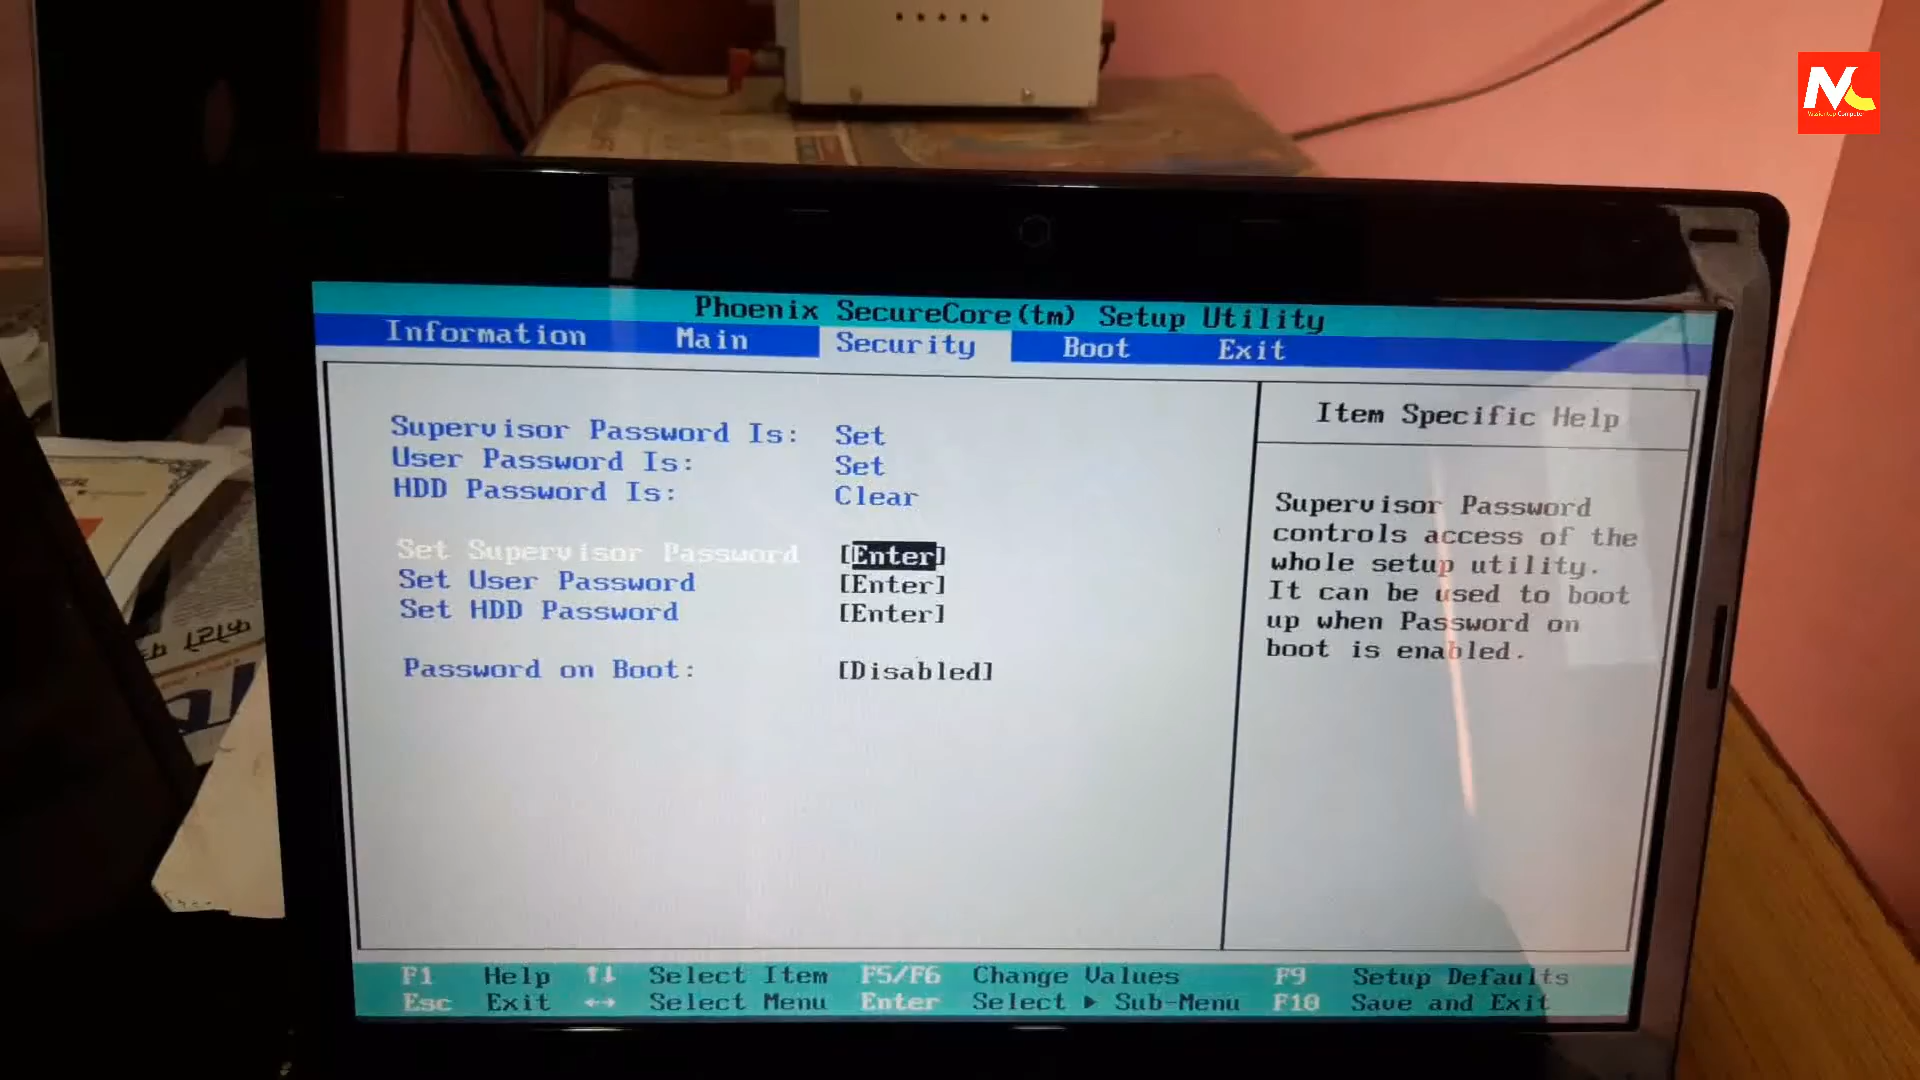 Phoenix SecureCore(tm) Setup Utility
Information Main Security Boot Exit
Supervisor Password Is: Set
User Password Is: Set
HDD Password Is: Clear
Set Supervisor Password [Enter]
Set User Password [Enter]
Set HDD Password [Enter]
Password on Boot: [Disabled]
Item Specific Help
Supervisor Password
controls access of the
whole setup utility.
It can be used to boot
up when Password on
boot is enabled.
F1 Help ↑↓ Select Item F5/F6 Change Values F9 Setup Defaults
Esc Exit ↔ Select Menu Enter Select ▶ Sub-Menu F10 Save and Exit
MC